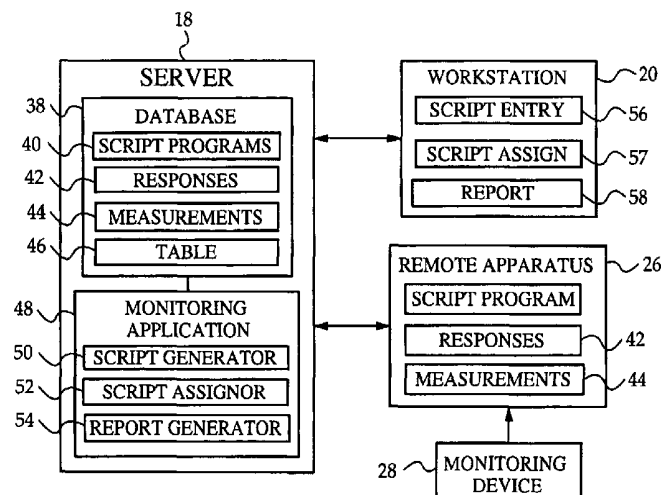 18
SERVER
38
DATABASE
40
SCRIPT PROGRAMS
42
RESPONSES
44
MEASUREMENTS
46
TABLE
48
MONITORING
APPLICATION
50
SCRIPT GENERATOR
52
SCRIPT ASSIGNOR
54
REPORT GENERATOR
WORKSTATION
20
SCRIPT ENTRY
56
SCRIPT ASSIGN
57
REPORT
58
REMOTE APPARATUS
26
SCRIPT PROGRAM
RESPONSES
42
MEASUREMENTS
44
28
MONITORING
DEVICE